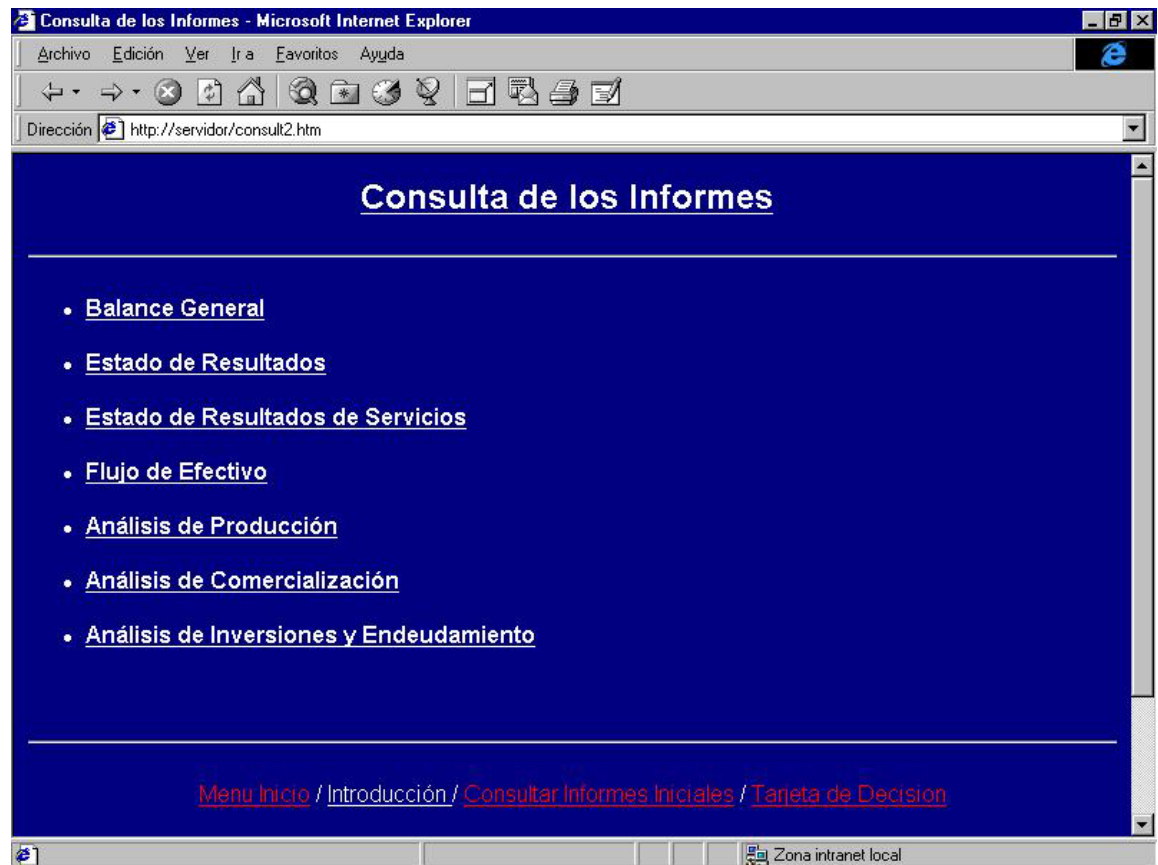 Consulta de los Informes - Microsoft Internet Explorer
Archivo Edición Ver Ir a Favoritos Ayuda
Dirección http://servidor/consult2.htm
Consulta de los Informes
• Balance General
• Estado de Resultados
• Estado de Resultados de Servicios
• Flujo de Efectivo
• Análisis de Producción
• Análisis de Comercialización
• Análisis de Inversiones y Endeudamiento
Menu Inicio / Introducción / Consultar Informes Iniciales / Tarjeta de Decision
Zona intranet local